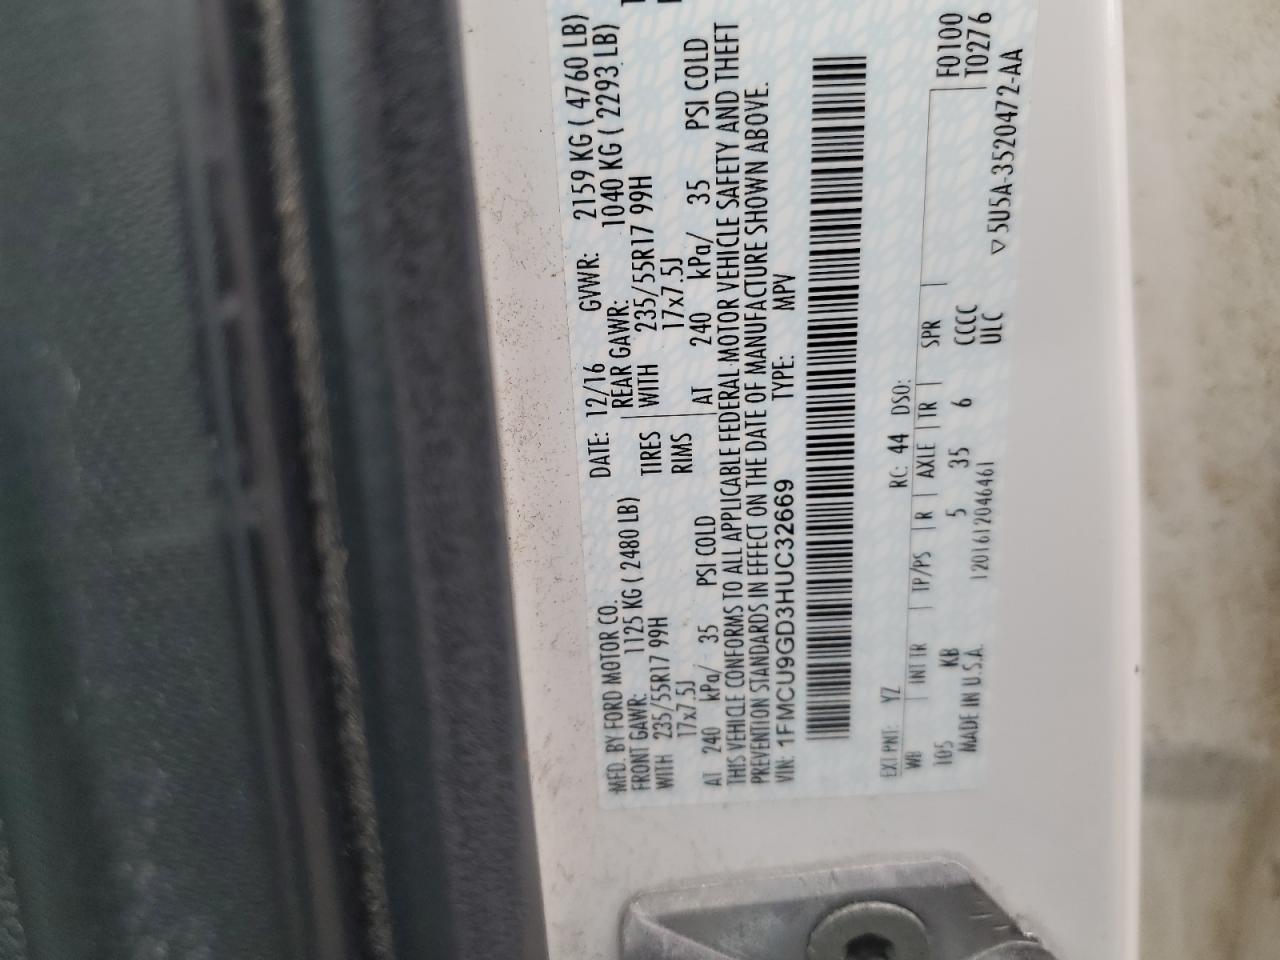 MFD. BY FORD MOTOR CO.
DATE: 12/16 GVWR: 2159 KG ( 4760 LB)
FRONT GAWR: 1125 KG ( 2480 LB) REAR GAWR: 1040 KG ( 2293 LB)
WITH 235/55R17 99H TIRES WITH 235/55R17 99H
17x7.5J RIMS 17x7.5J
AT 240 kPa/ 35 PSI COLD AT 240 kPa/ 35 PSI COLD
THIS VEHICLE CONFORMS TO ALL APPLICABLE FEDERAL MOTOR VEHICLE SAFETY AND THEFT
PREVENTION STANDARDS IN EFFECT ON THE DATE OF MANUFACTURE SHOWN ABOVE.
VIN: 1FMCU9GD3HUC32669 TYPE: MPV
EXT PNT: YZ RC: 44 DSO:
WB | INT TR | TP/PS | R | AXLE | TR | SPR | F0100
105 KB 5 35 6 CCCC T0276
MADE IN U.S.A. 1201612046461 ULC
▽5U5A-3520472-AA